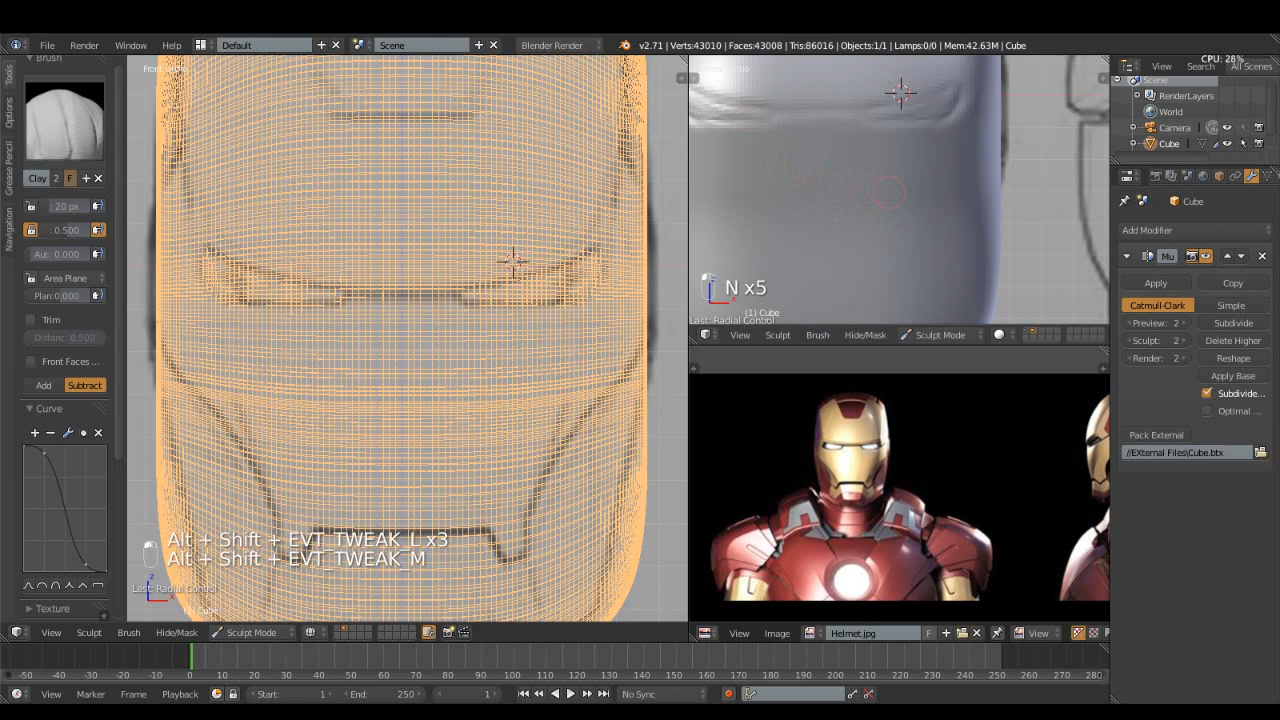 CPU: 28%
File Render Window Help Default Scene Blender Render v2.71 | Verts:43010 | Faces:43008 | Tris:86016 | Objects:1/1 | Lamps:0/0 | Mem:42.63M | Cube
View Search All Scenes
Scene
RenderLayers
World
Camera
Cube
Cube
Add Modifier
Mu
Apply Copy
Catmull-Clark Simple
Preview: 2 Subdivide
Sculpt: 2 Delete Higher
Render: 2 Reshape
Apply Base
Subdivide...
Optimal ...
Pack External
//EXternal Files\Cube.btx
Tools
Options
Grease Pencil
Navigation
Brush
Clay 2 F
: 20 px
: 0.500
Aut: 0.000
Area Plane
Plan:0.000
Trim
Distanc: 0.500
Front Faces ...
Add Subtract
Curve
Texture
Alt + Shift + EVT_TWEAK_L x3
Alt + Shift + EVT_TWEAK_M
z
Last: Radial Control
(1) Cube
View Sculpt Brush Hide/Mask Sculpt Mode
N x5
x
(1) Cube
Last: Radial Control
View Sculpt Brush Hide/Mask Sculpt Mode
View Image Helmet.jpg F View
-50 -40 -30 -20 -10 0 10 20 30 40 50 60 70 80 90 100 110 120 130 140 150 160 170 180 190 200 210 220 230 240 250 260 270 280
View Marker Frame Playback Start: 1 End: 250 1 No Sync